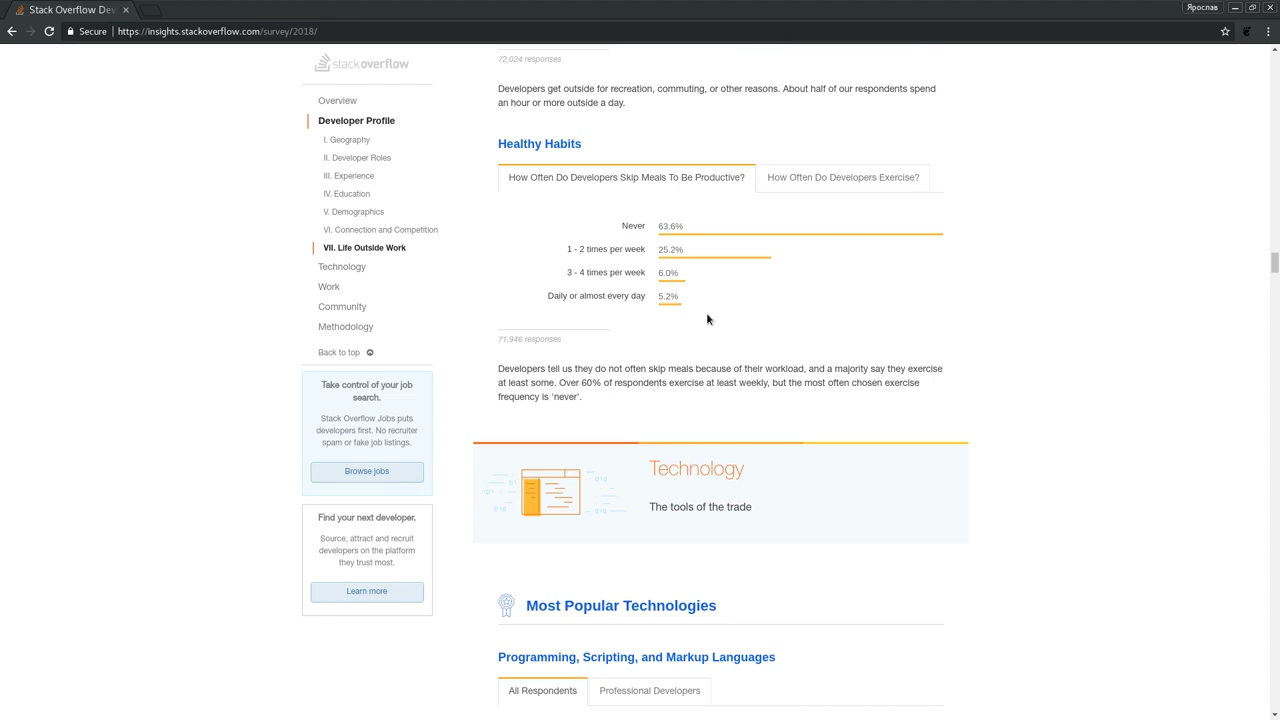 Stack Overflow Dev
Ярослав
Secure
https://insights.stackoverflow.com/survey/2018/
stackoverflow
Overview
Developer Profile
I. Geography
II. Developer Roles
III. Experience
IV. Education
V. Demographics
VI. Connection and Competition
VII. Life Outside Work
Technology
Work
Community
Methodology
Back to top
Take control of your job
search.
Stack Overflow Jobs puts
developers first. No recruiter
spam or fake job listings.
Browse jobs
Find your next developer.
Source, attract and recruit
developers on the platform
they trust most.
Learn more
72,024 responses
Developers get outside for recreation, commuting, or other reasons. About half of our respondents spend
an hour or more outside a day.
Healthy Habits
How Often Do Developers Skip Meals To Be Productive?
How Often Do Developers Exercise?
Never 63.6%
1 - 2 times per week 25.2%
3 - 4 times per week 6.0%
Daily or almost every day 5.2%
71,946 responses
Developers tell us they do not often skip meals because of their workload, and a majority say they exercise
at least some. Over 60% of respondents exercise at least weekly, but the most often chosen exercise
frequency is 'never'.
Technology
The tools of the trade
Most Popular Technologies
Programming, Scripting, and Markup Languages
All Respondents
Professional Developers